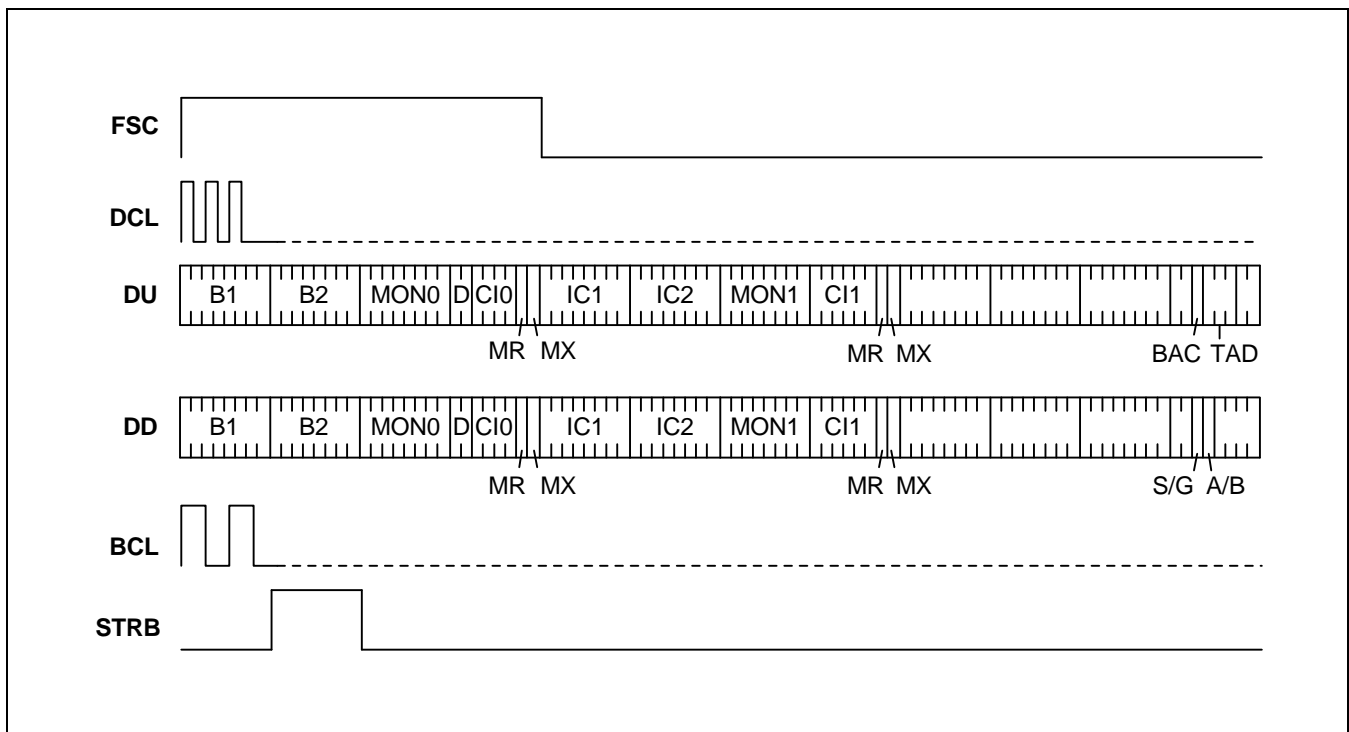 FSC
DCL
DU B1 B2 MON0 D CI0 IC1 IC2 MON1 CI1
MR MX MR MX BAC TAD
DD B1 B2 MON0 D CI0 IC1 IC2 MON1 CI1
MR MX MR MX S/G A/B
BCL
STRB